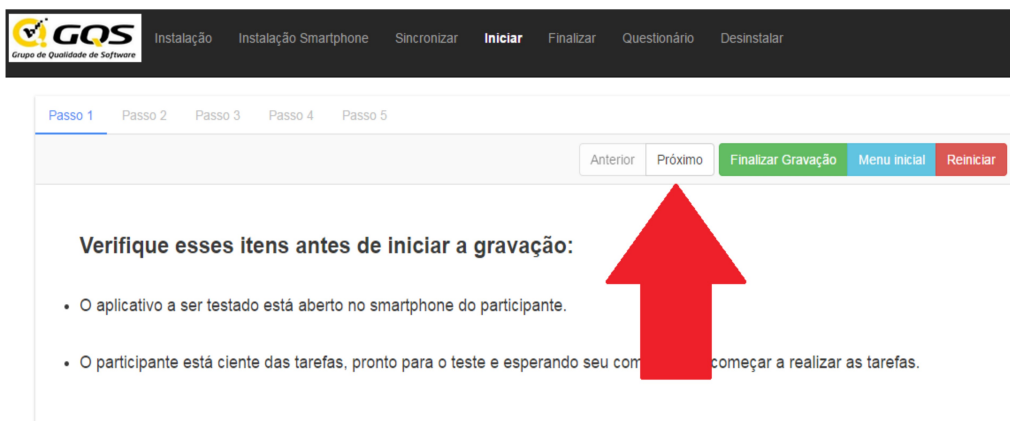 GQS
Grupo de Qualidade de Software
Instalação Instalação Smartphone Sincronizar Iniciar Finalizar Questionário Desinstalar
Passo 1 Passo 2 Passo 3 Passo 4 Passo 5
Anterior Próximo Finalizar Gravação Menu inicial Reiniciar
Verifique esses itens antes de iniciar a gravação:
• O aplicativo a ser testado está aberto no smartphone do participante.
• O participante está ciente das tarefas, pronto para o teste e esperando seu começar a realizar as tarefas.